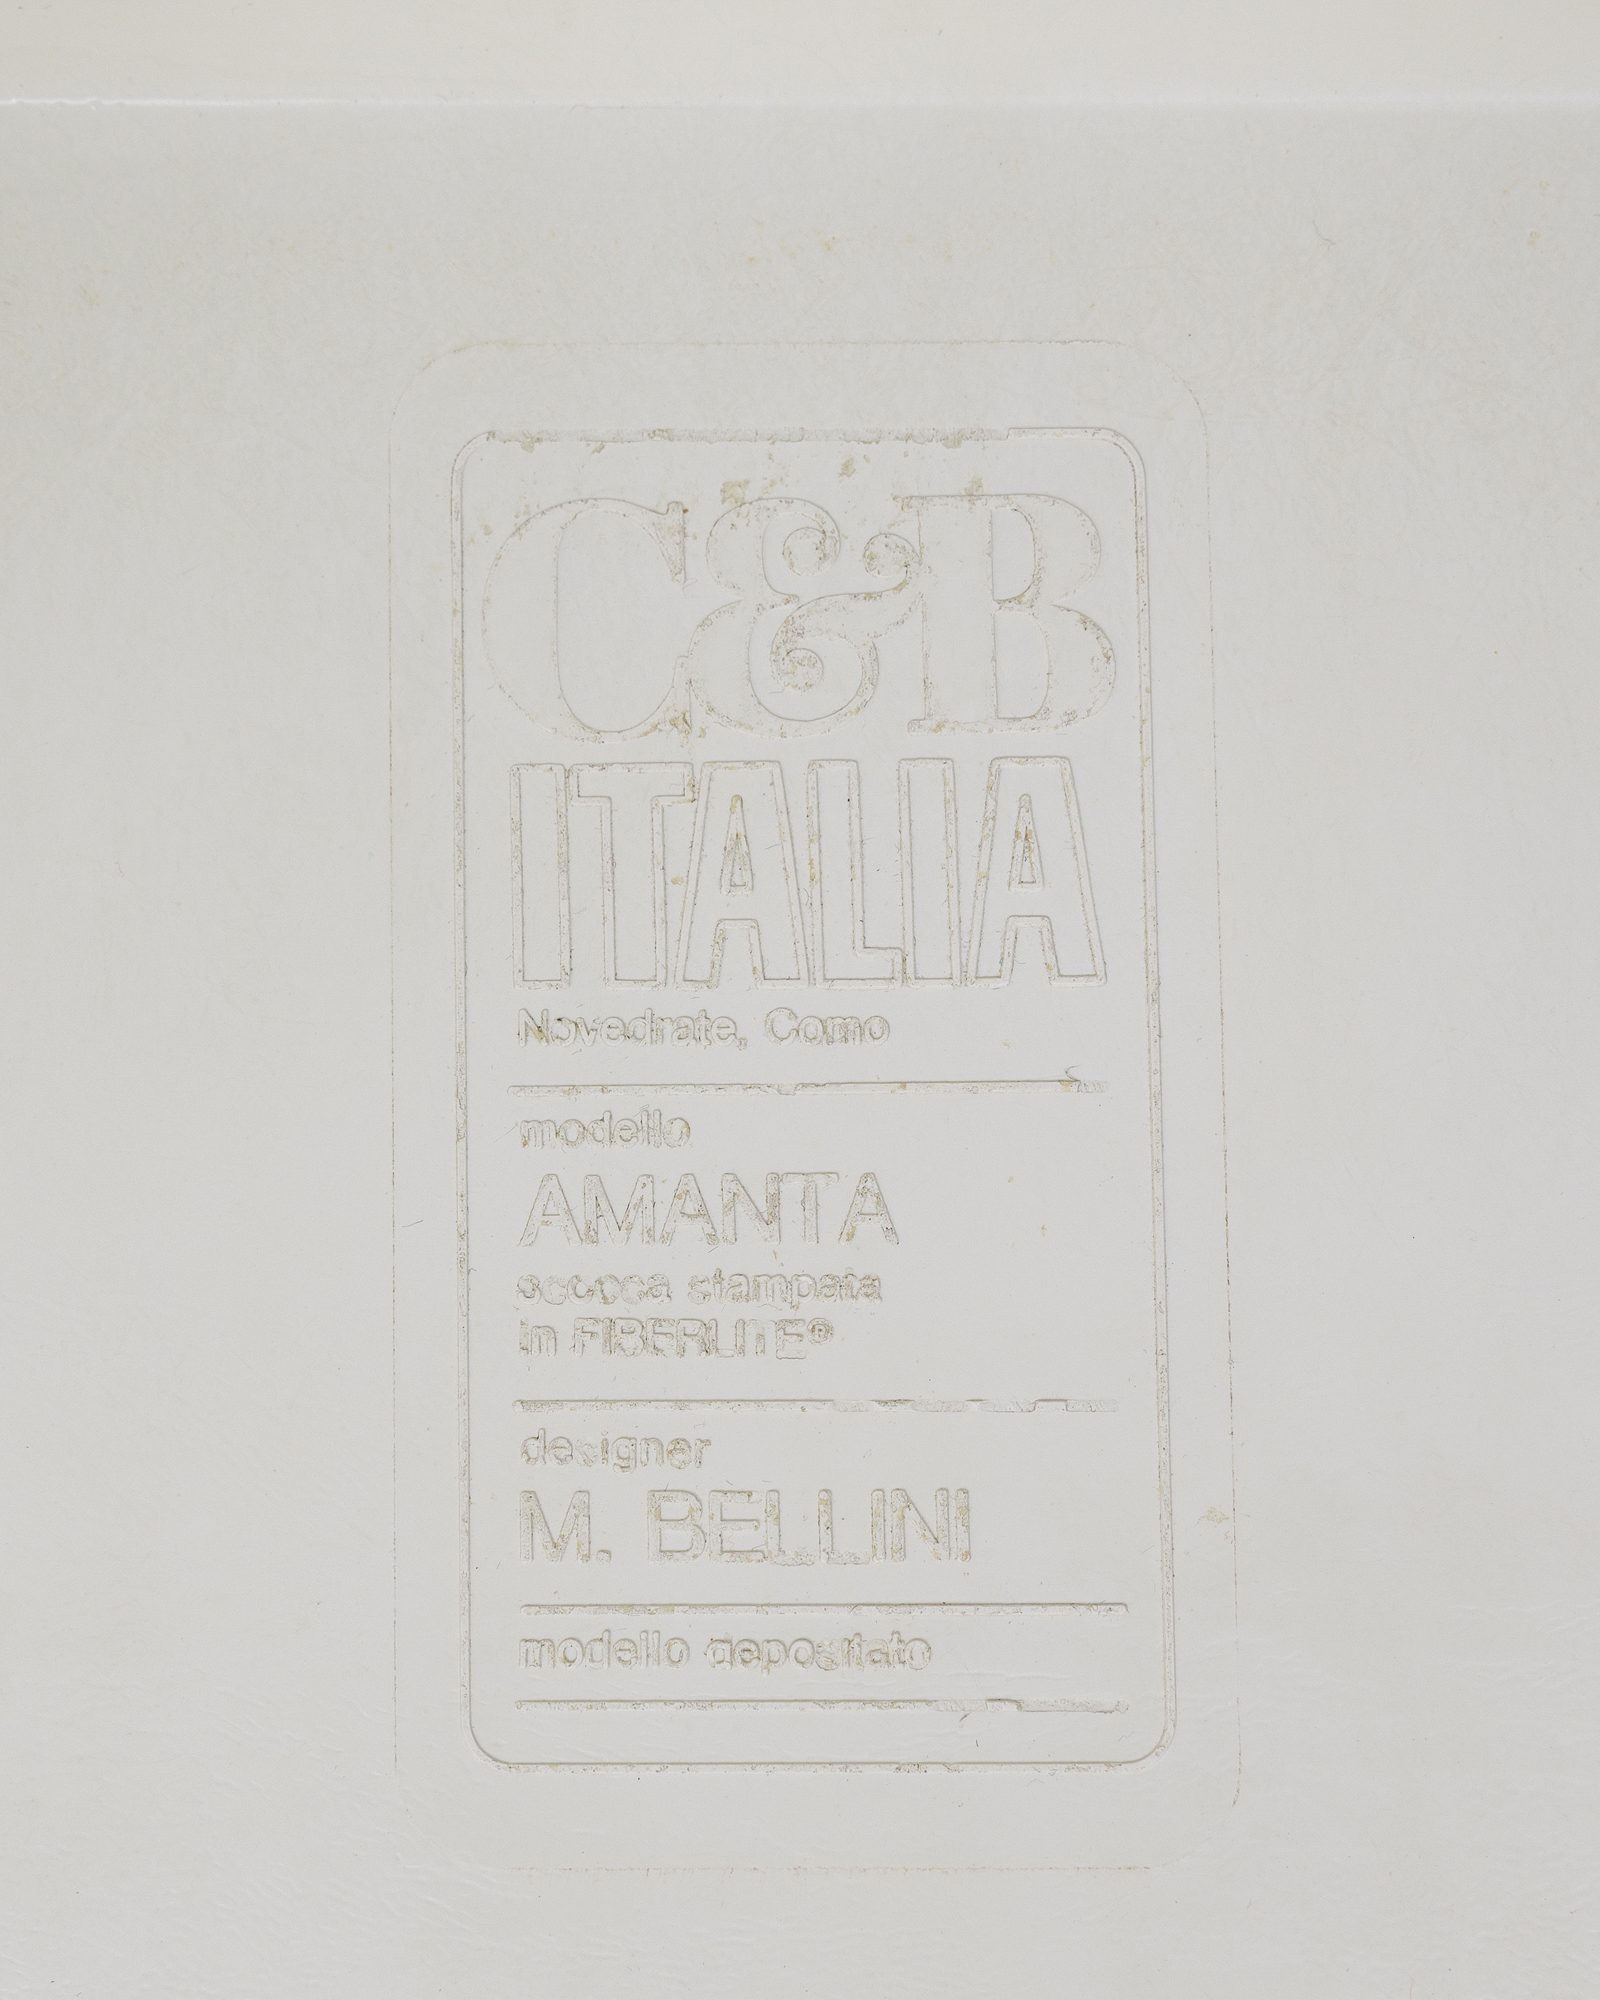 C&B
ITALIA
Novedrate, Como
modello
AMANTA
scocca stampata
in FIBERLITE®
designer
M. BELLINI
modello depositato